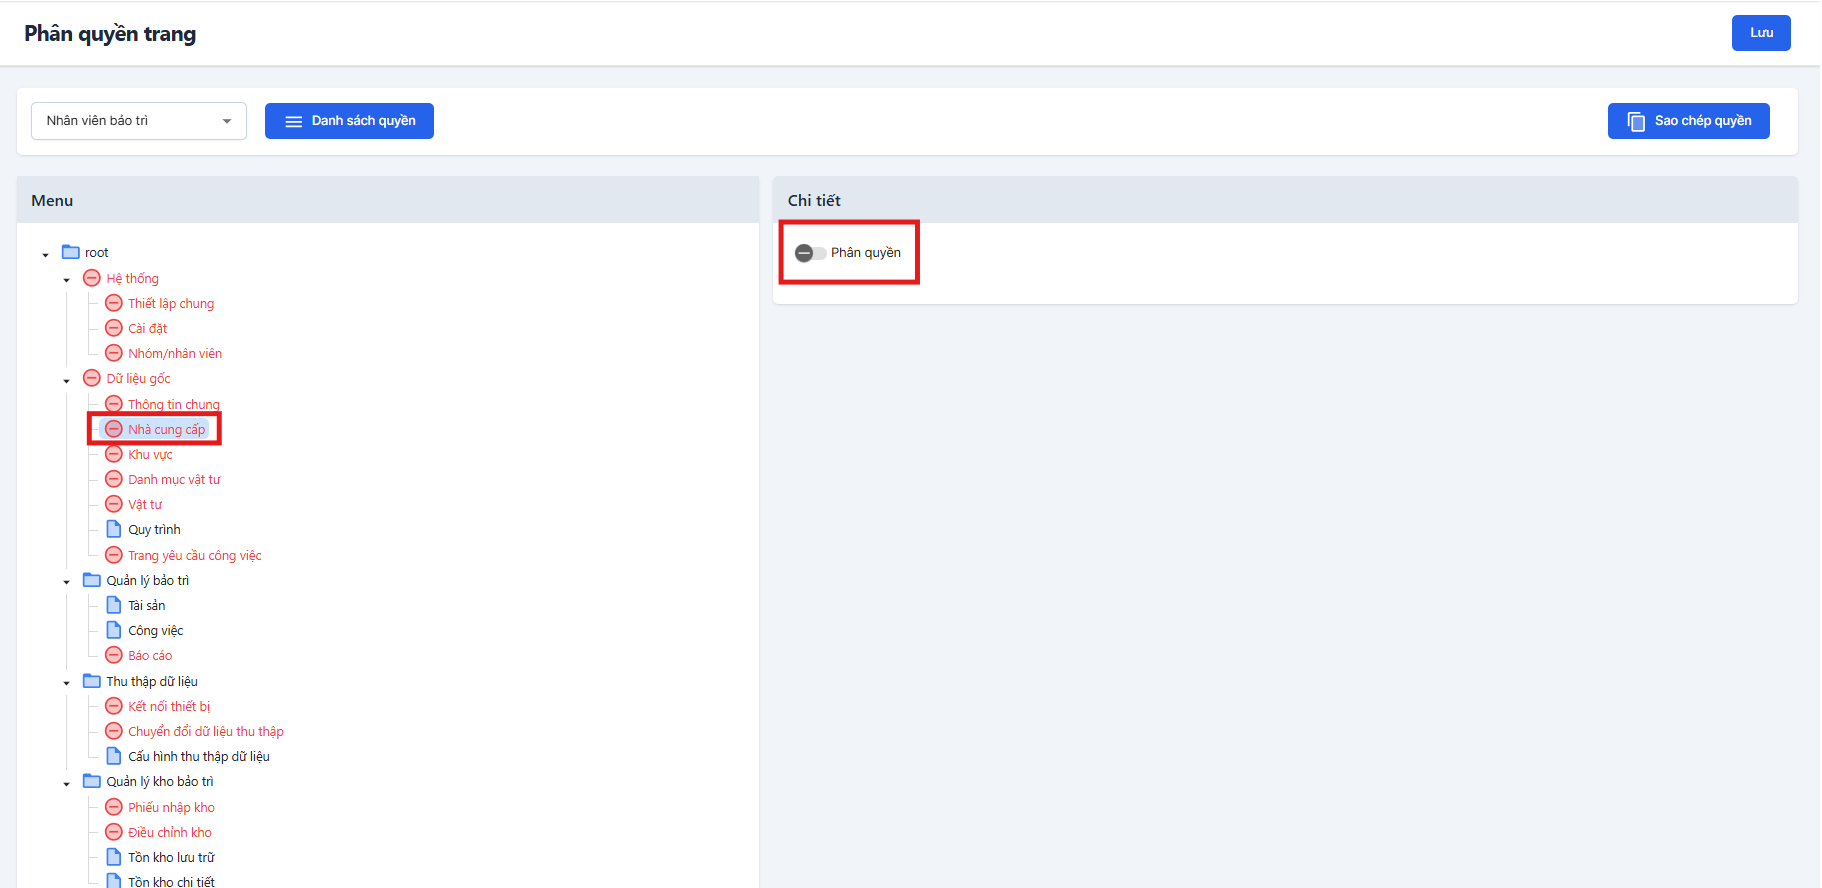 Phân quyền trang
Lưu
Nhân viên bảo trì
Danh sách quyền
Sao chép quyền
Menu
Chi tiết
Phân quyền
root
Hệ thống
Thiết lập chung
Cài đặt
Nhóm/nhân viên
Dữ liệu gốc
Thông tin chung
Nhà cung cấp
Khu vực
Danh mục vật tư
Vật tư
Quy trình
Trang yêu cầu công việc
Quản lý bảo trì
Tài sản
Công việc
Báo cáo
Thu thập dữ liệu
Kết nối thiết bị
Chuyển đổi dữ liệu thu thập
Cấu hình thu thập dữ liệu
Quản lý kho bảo trì
Phiếu nhập kho
Điều chỉnh kho
Tồn kho lưu trữ
Tồn kho chi tiết